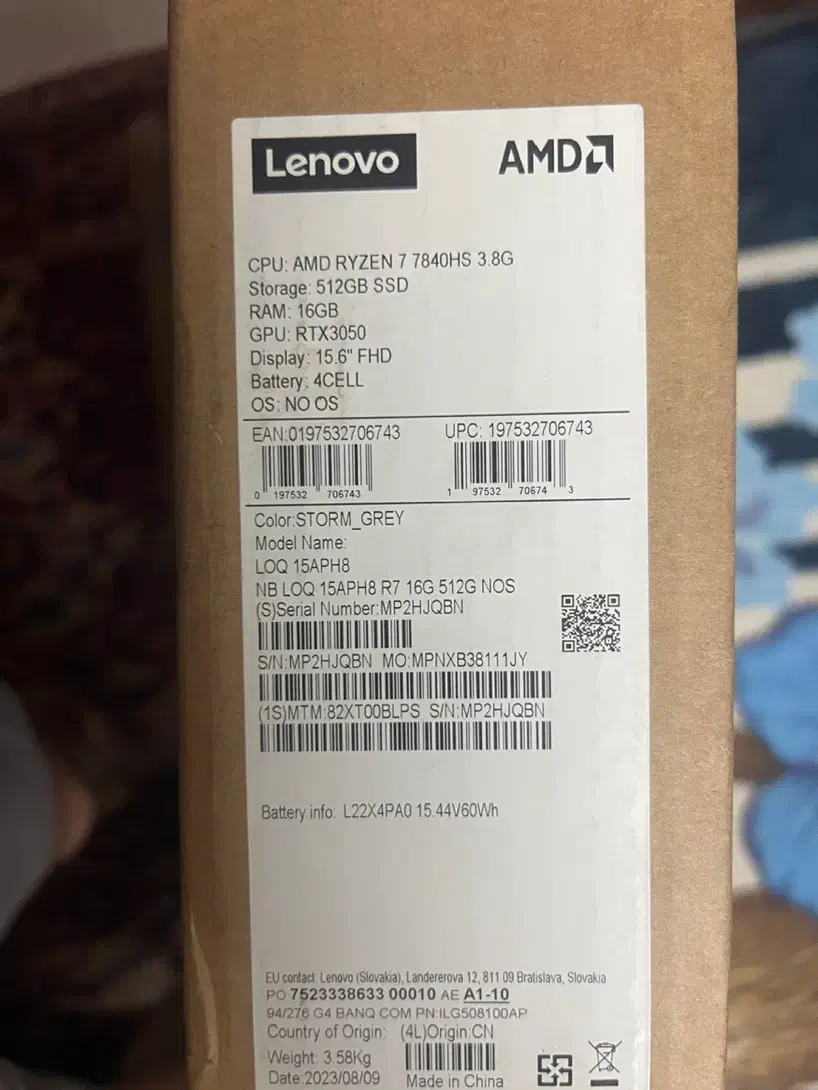 Lenovo AMD
CPU: AMD RYZEN 7 7840HS 3.8G
Storage: 512GB SSD
RAM: 16GB
GPU: RTX3050
Display: 15.6" FHD
Battery: 4CELL
OS: NO OS
EAN:0197532706743 UPC: 197532706743
0 197532 706743 1 97532 70674 3
Color:STORM_GREY
Model Name:
LOQ 15APH8
NB LOQ 15APH8 R7 16G 512G NOS
(S)Serial Number:MP2HJQBN
S/N:MP2HJQBN MO:MPNXB38111JY
(1S)MTM:82XT00BLPS S/N:MP2HJQBN
Battery info: L22X4PA0 15.44V60Wh
EU contact: Lenovo (Slovakia), Landererova 12, 811 09 Bratislava, Slovakia
PO 7523338633 00010 AE A1-10
94/276 G4 BANQ COM PN:ILG508100AP
Country of Origin: (4L)Origin:CN
Weight: 3.58Kg
Date:2023/08/09 Made in China